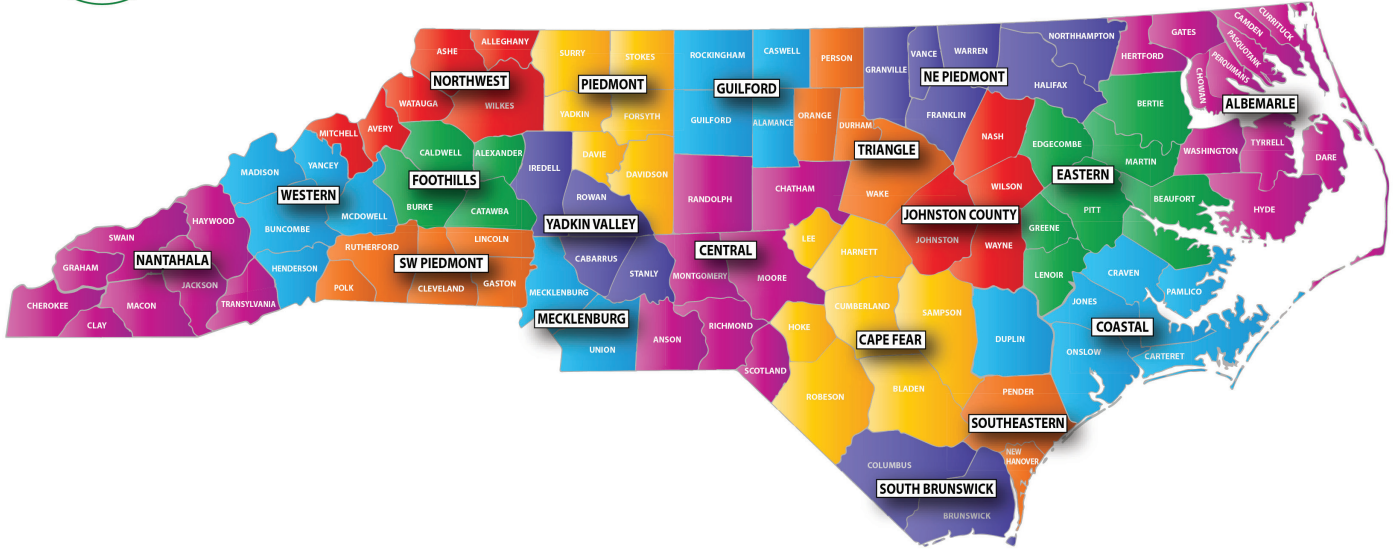 ASHE
ALLEGHANY
NORTHWEST
WATAUGA
WILKES
MITCHELL
AVERY
SURRY
STOKES
PIEDMONT
YADKIN
FORSYTH
DAVIE
DAVIDSON
ROCKINGHAM
CASWELL
GUILFORD
GUILFORD
ALAMANCE
PERSON
ORANGE
DURHAM
TRIANGLE
WAKE
GRANVILLE
VANCE
WARREN
NORTHHAMPTON
NE PIEDMONT
HALIFAX
FRANKLIN
HERTFORD
GATES
CURRITUCK
CAMDEN
PASQUOTANK
PERQUIMANS
CHOWAN
ALBEMARLE
WASHINGTON
TYRRELL
DARE
HYDE
BERTIE
EDGECOMBE
MARTIN
EASTERN
PITT
BEAUFORT
GREENE
LENOIR
NASH
WILSON
JOHNSTON COUNTY
JOHNSTON
WAYNE
CALDWELL
ALEXANDER
FOOTHILLS
BURKE
CATAWBA
IREDELL
ROWAN
YADKIN VALLEY
CABARRUS
STANLY
MADISON
YANCEY
WESTERN
MCDOWELL
BUNCOMBE
HENDERSON
HAYWOOD
SWAIN
NANTAHALA
GRAHAM
JACKSON
CHEROKEE
MACON
TRANSYLVANIA
CLAY
RUTHERFORD
LINCOLN
SW PIEDMONT
POLK
CLEVELAND
GASTON
MECKLENBURG
MECKLENBURG
UNION
RANDOLPH
CHATHAM
CENTRAL
MONTGOMERY
MOORE
ANSON
RICHMOND
SCOTLAND
LEE
HARNETT
CUMBERLAND
SAMPSON
HOKE
CAPE FEAR
BLADEN
ROBESON
CRAVEN
PAMLICO
JONES
COASTAL
DUPLIN
ONSLOW
CARTERET
PENDER
SOUTHEASTERN
NEW
HANOVER
COLUMBUS
SOUTH BRUNSWICK
BRUNSWICK